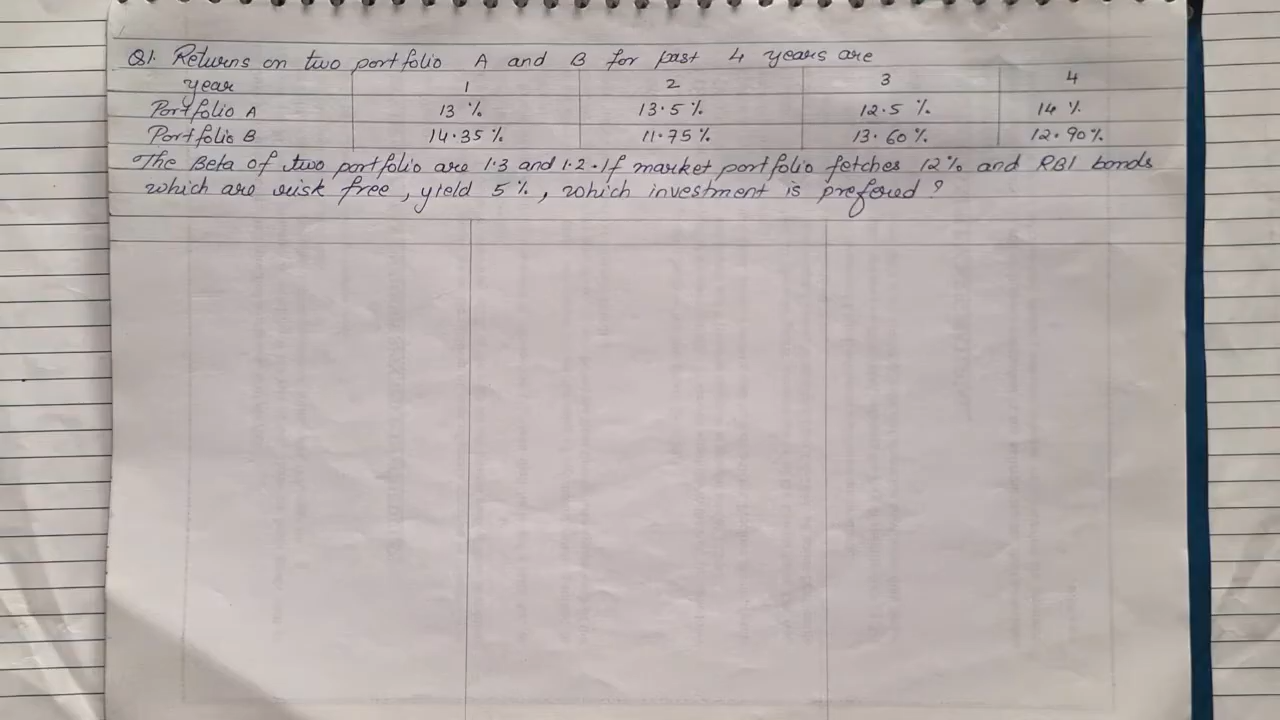 Q1. Returns on two portfolio A and B for past 4 years are
year 1 2 3 4
Portfolio A 13 % 13.5 % 12.5 % 14 %
Portfolio B 14.35 % 11.75 % 13.60 % 12.90 %
The Beta of two portfolio are 1.3 and 1.2. If market portfolio fetches 12 % and RBI bonds
which are risk free, yield 5 %, which investment is prefered ?